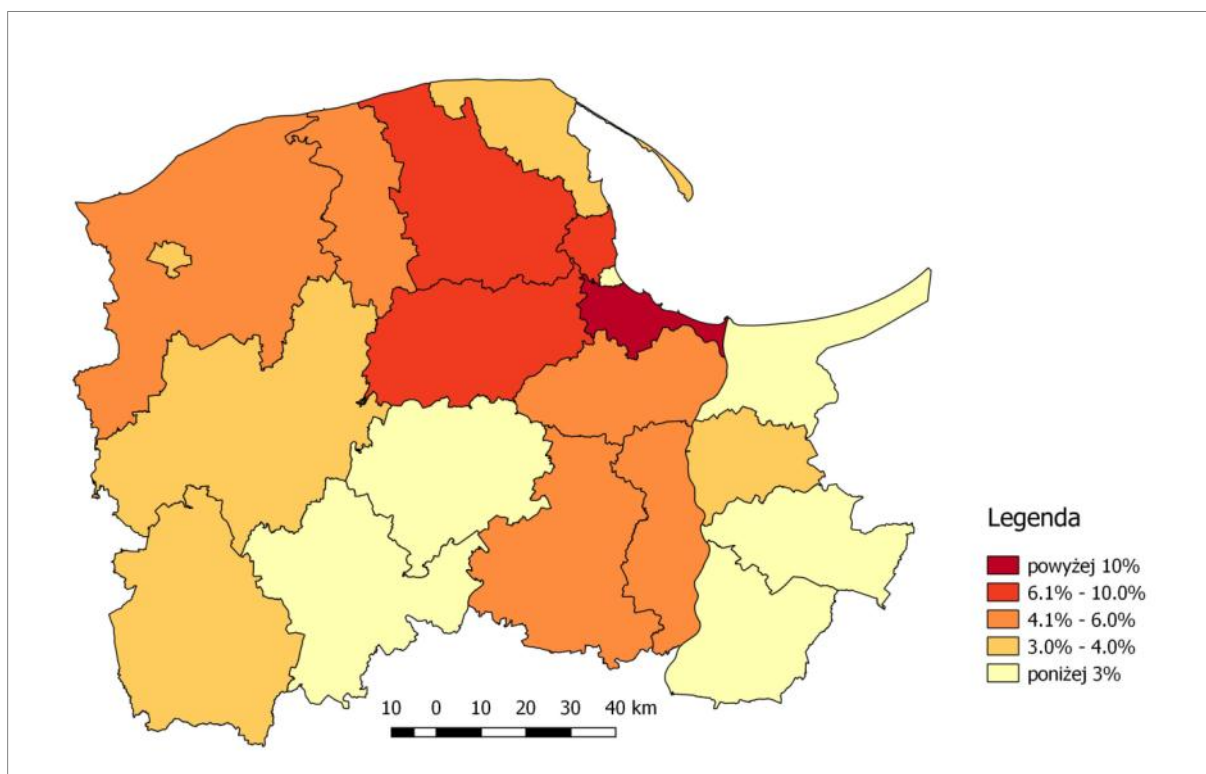 Legenda
powyżej 10%
6.1% - 10.0%
4.1% - 6.0%
3.0% - 4.0%
poniżej 3%
10 0 10 20 30 40 km